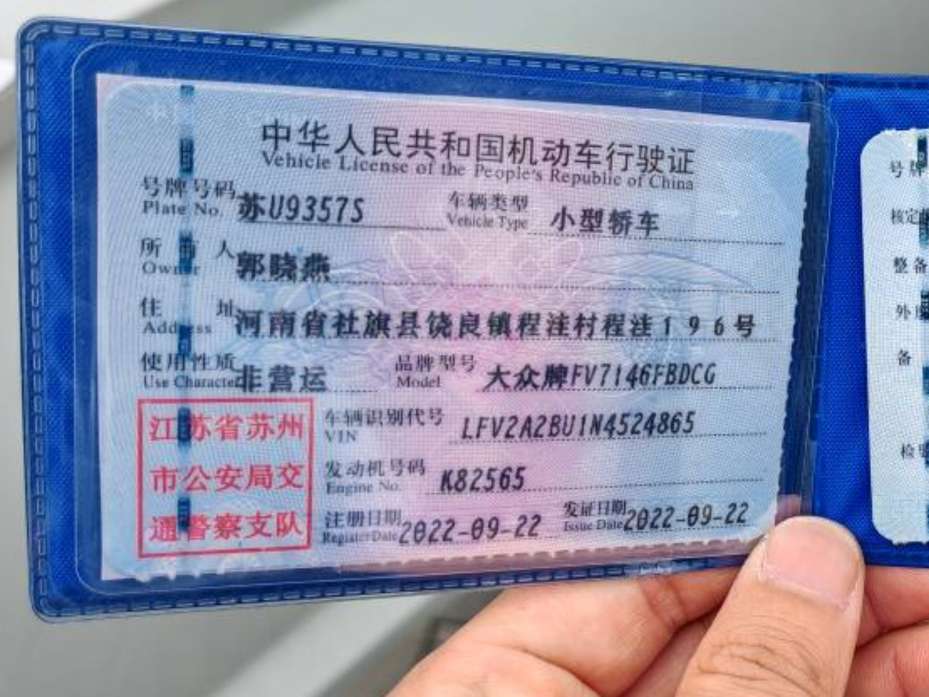 中华人民共和国机动车行驶证
Vehicle License of the People's Republic of China
号牌号码 苏U9357S 车辆类型 小型轿车
Plate No. Vehicle Type
所有人 郭晓燕
Owner
住址 河南省社旗县饶良镇程洼村程洼196号
Address
使用性质 非营运 品牌型号 大众牌FV7146FBDCG
Use Character Model
江苏省苏州
市公安局交
通警察支队
车辆识别代号 LFV2A2BU1N4524865
VIN
发动机号码 K82565
Engine No.
注册日期 2022-09-22 发证日期 2022-09-22
Register Date Issue Date
号牌
核定
整备
备